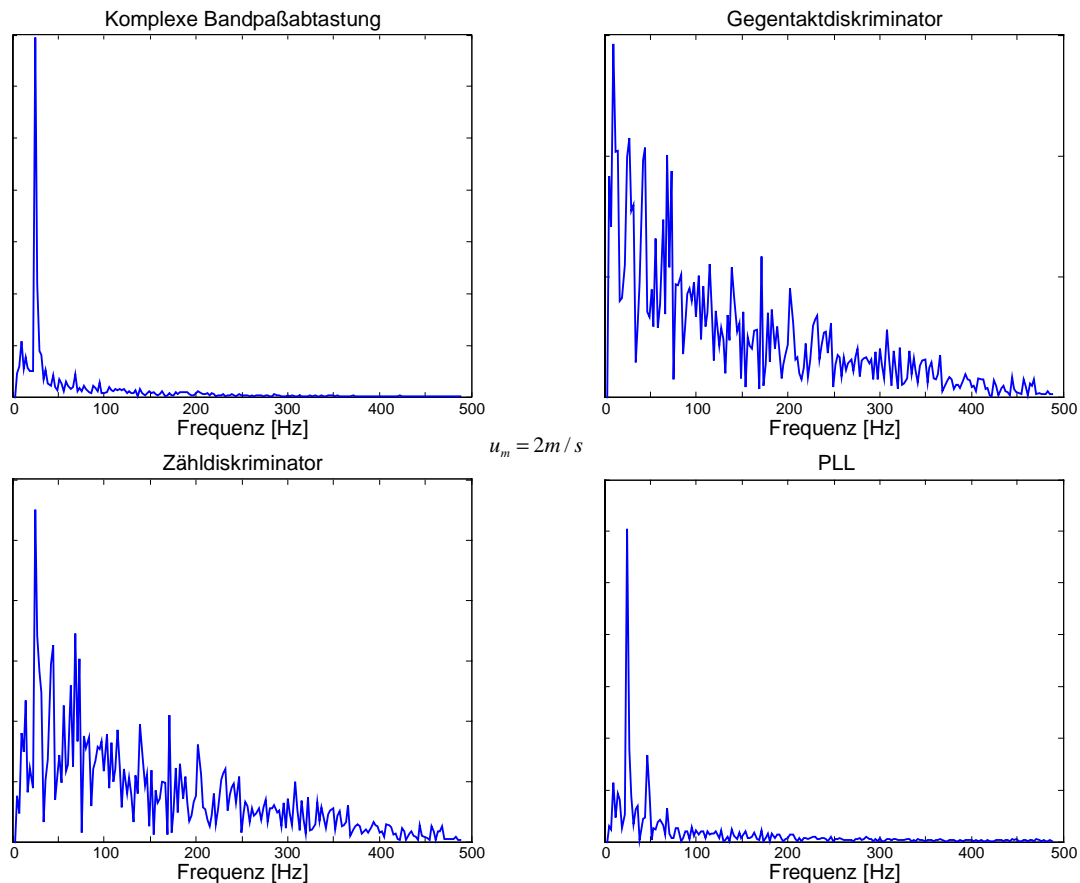 Komplexe Bandpaßabtastung
0 100 200 300 400 500
Frequenz [Hz]
Gegentaktdiskriminator
0 100 200 300 400 500
Frequenz [Hz]
u_m = 2m / s
Zähldiskriminator
0 100 200 300 400 500
Frequenz [Hz]
PLL
0 100 200 300 400 500
Frequenz [Hz]